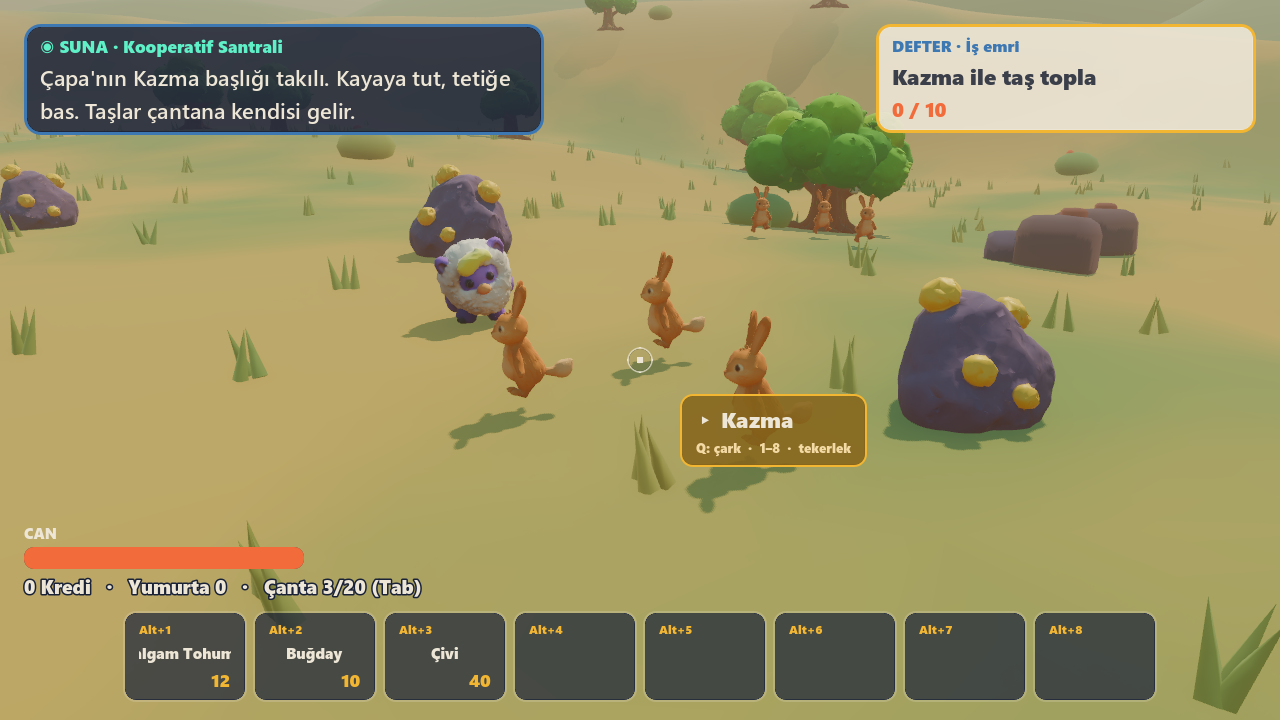 ◉ SUNA · Kooperatif Santrali
Çapa'nın Kazma başlığı takılı. Kayaya tut, tetiğe
bas. Taşlar çantana kendisi gelir.
DEFTER · İş emri
Kazma ile taş topla
0 / 10
▸ Kazma
Q: çark · 1–8 · tekerlek
CAN
0 Kredi · Yumurta 0 · Çanta 3/20 (Tab)
Alt+1
Alt+2
Alt+3
Alt+4
Alt+5
Alt+6
Alt+7
Alt+8
Buğday
Çivi
12
10
40